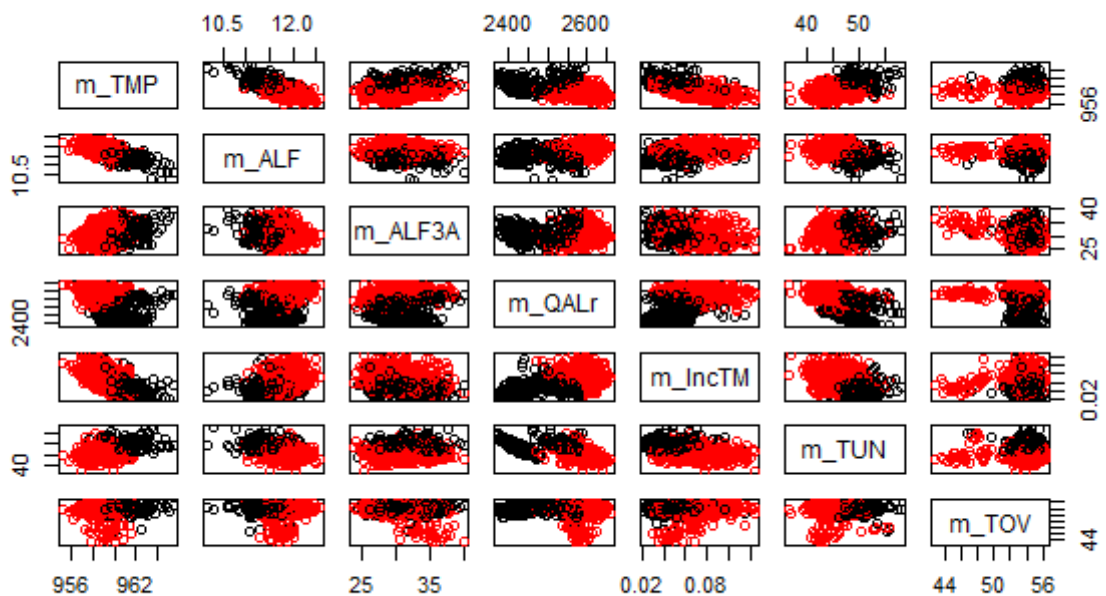 10.5 12.0 2400 2600 40 50
m_TMP 956
10.5 m_ALF
m_ALF3A 25 40
2400 m_QALr
m_IncTM 0.02
40 m_TUN
m_TOV 44
956 962 25 35 0.02 0.08 44 50 56